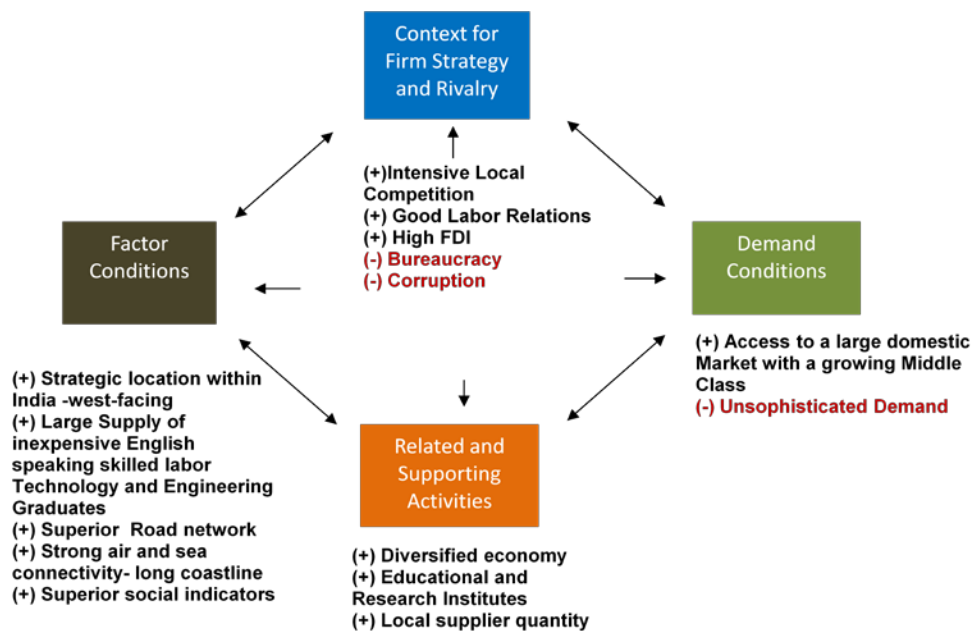 Context for
Firm Strategy
and Rivalry
(+)Intensive Local
Competition
(+) Good Labor Relations
(+) High FDI
(-) Bureaucracy
(-) Corruption
Factor
Conditions
(+) Strategic location within
India -west-facing
(+) Large Supply of
inexpensive English
speaking skilled labor
Technology and Engineering
Graduates
(+) Superior Road network
(+) Strong air and sea
connectivity- long coastline
(+) Superior social indicators
Demand
Conditions
(+) Access to a large domestic
Market with a growing Middle
Class
(-) Unsophisticated Demand
Related and
Supporting
Activities
(+) Diversified economy
(+) Educational and
Research Institutes
(+) Local supplier quantity